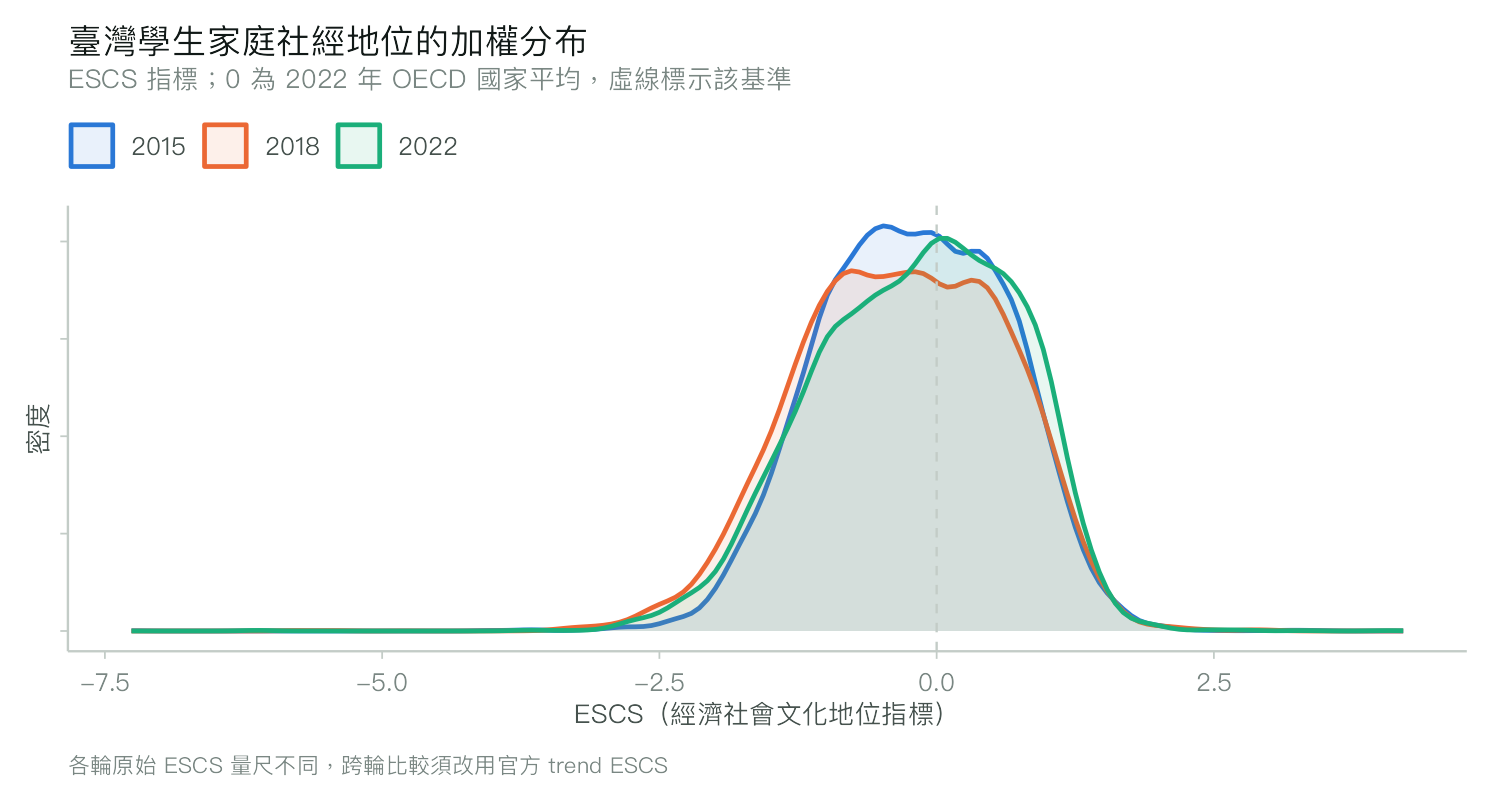 臺灣學生家庭社經地位的加權分布
ESCS 指標；0 為 2022 年 OECD 國家平均，虛線標示該基準
2015 2018 2022
密度
−7.5 −5.0 −2.5 0.0 2.5
ESCS（經濟社會文化地位指標）
各輪原始 ESCS 量尺不同，跨輪比較須改用官方 trend ESCS